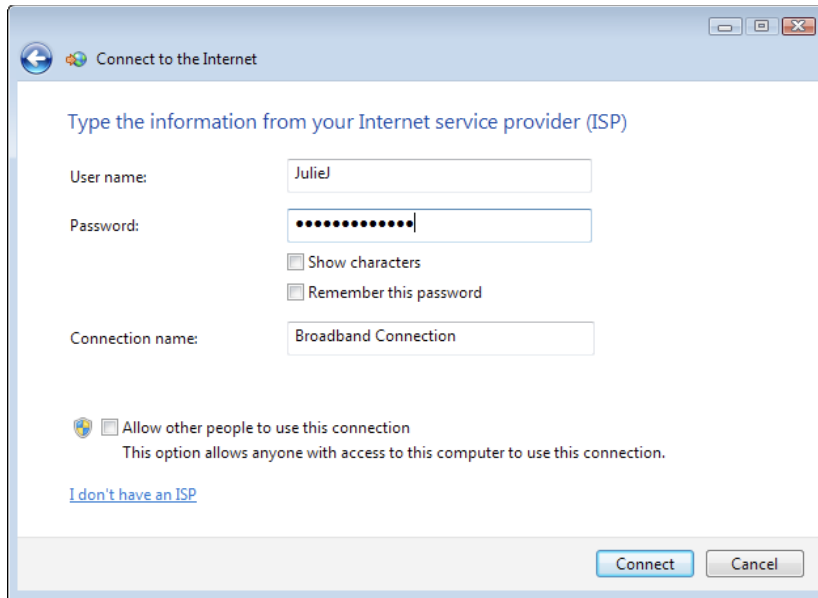 Connect to the Internet
Type the information from your Internet service provider (ISP)
User name: JulieJ
Password: •••••••••••••
Show characters
Remember this password
Connection name: Broadband Connection
Allow other people to use this connection
This option allows anyone with access to this computer to use this connection.
I don't have an ISP
Connect Cancel